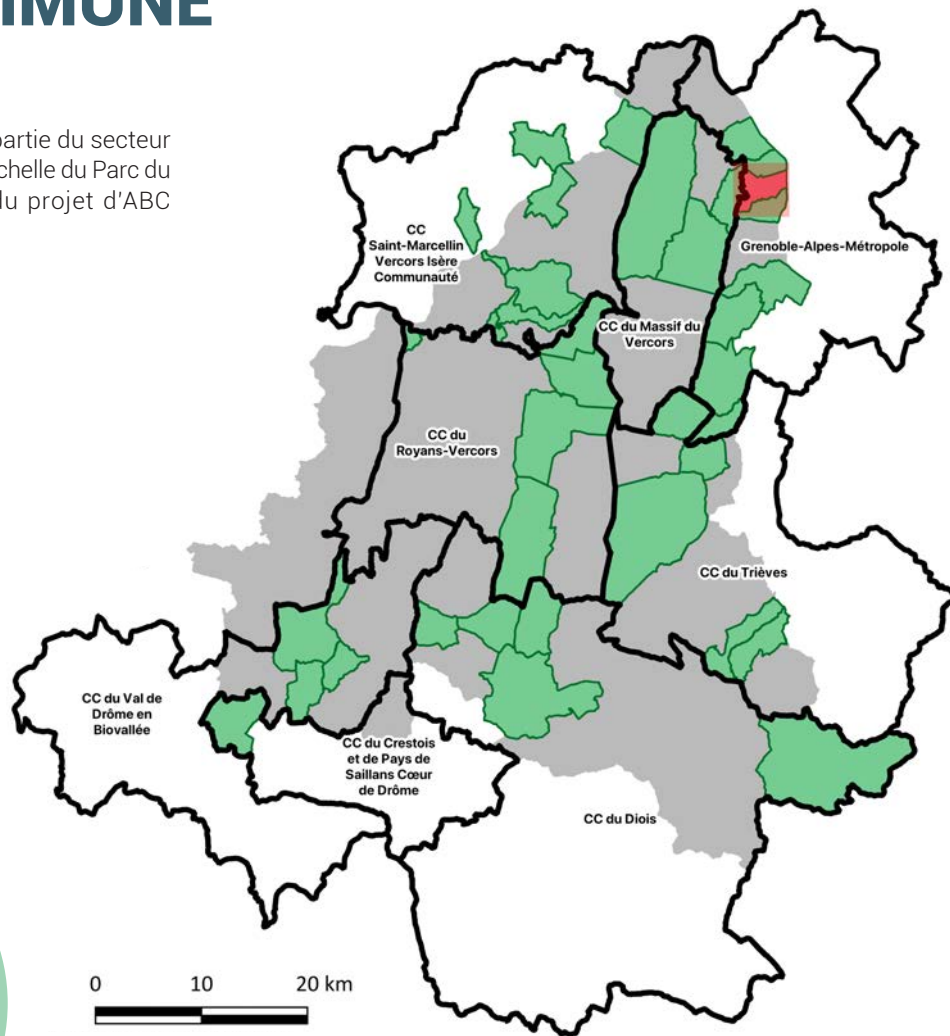 partie du secteur
chelle du Parc du
du projet d'ABC
CC
Saint-Marcellin
Vercors Isère
Communauté
Grenoble-Alpes-Métropole
CC du Massif du
Vercors
CC du
Royans-Vercors
CC du Trièves
CC du Val de
Drôme en
Biovallée
CC du Crestois
et de Pays de
Saillans Cœur
de Drôme
CC du Diois
0 10 20 km